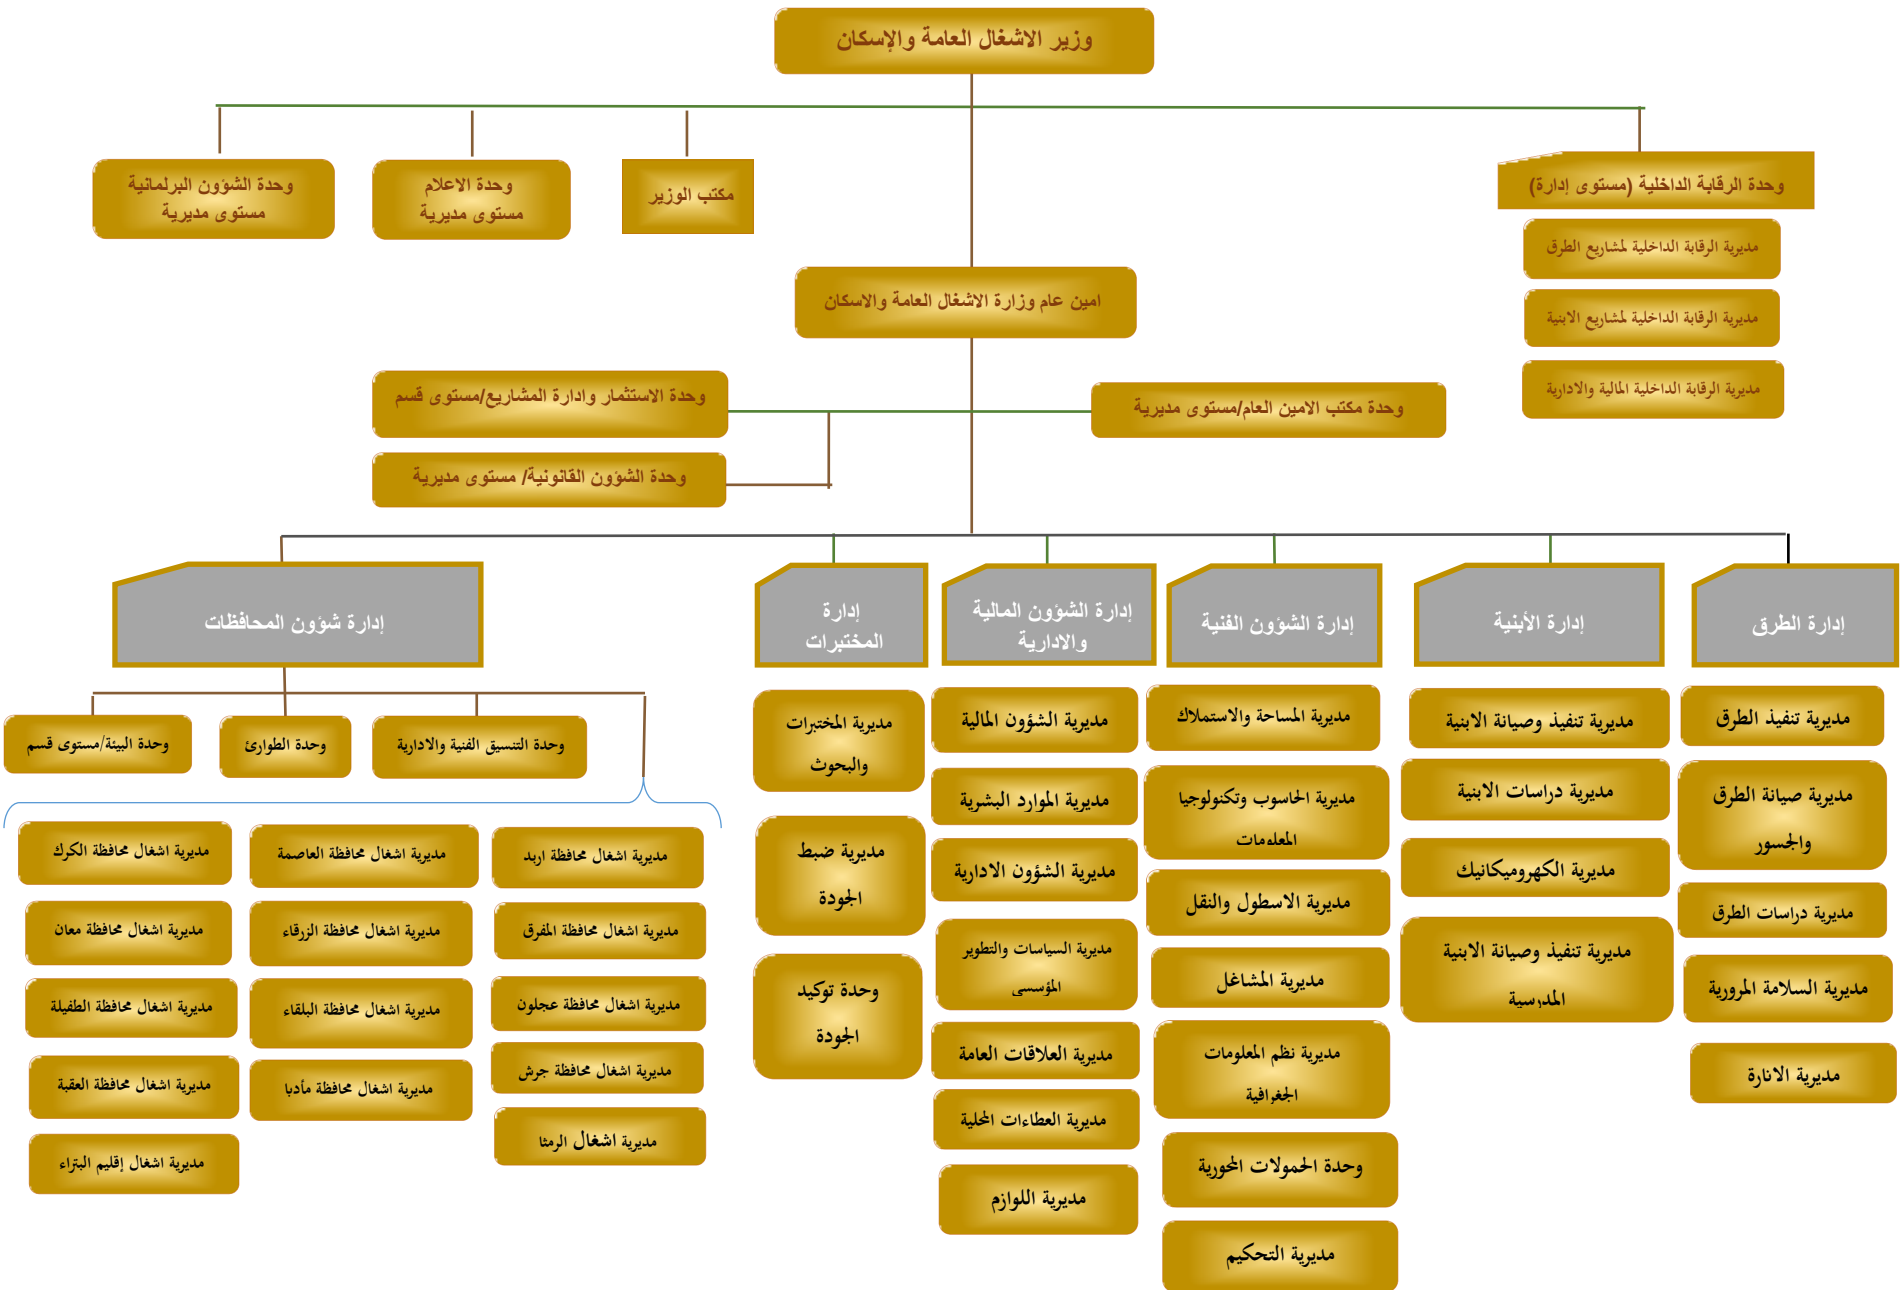 وزير الاشغال العامة والإسكان
وحدة الرقابة الداخلية (مستوى إدارة)
مديرية الرقابة الداخلية لمشاريع الطرق
مديرية الرقابة الداخلية لمشاريع الابنية
مديرية الرقابة الداخلية المالية والادارية
مكتب الوزير
وحدة الاعلام
مستوى مديرية
وحدة الشؤون البرلمانية
مستوى مديرية
امين عام وزارة الاشغال العامة والاسكان
وحدة مكتب الامين العام/مستوى مديرية
وحدة الاستثمار وادارة المشاريع/مستوى قسم
وحدة الشؤون القانونية/ مستوى مديرية
إدارة الطرق
مديرية تنفيذ الطرق
مديرية صيانة الطرق
والجسور
مديرية دراسات الطرق
مديرية السلامة المرورية
مديرية الانارة
إدارة الأبنية
مديرية تنفيذ وصيانة الابنية
مديرية دراسات الابنية
مديرية الكهروميكانيك
مديرية تنفيذ وصيانة الابنية
المدرسية
إدارة الشؤون الفنية
مديرية المساحة والاستملاك
مديرية الحاسوب وتكنولوجيا
المعلومات
مديرية الاسطول والنقل
مديرية المشاغل
مديرية نظم المعلومات
الجغرافية
وحدة الحمولات المحورية
مديرية التحكيم
إدارة الشؤون المالية
والادارية
مديرية الشؤون المالية
مديرية الموارد البشرية
مديرية الشؤون الادارية
مديرية السياسات والتطوير
المؤسسي
مديرية العلاقات العامة
مديرية العطاءات المحلية
مديرية اللوازم
إدارة
المختبرات
مديرية المختبرات
والبحوث
مديرية ضبط
الجودة
وحدة توكيد
الجودة
إدارة شؤون المحافظات
وحدة التنسيق الفنية والادارية
وحدة الطوارئ
وحدة البيئة/مستوى قسم
مديرية اشغال محافظة اربد
مديرية اشغال محافظة المفرق
مديرية اشغال محافظة عجلون
مديرية اشغال محافظة جرش
مديرية اشغال الرمثا
مديرية اشغال محافظة العاصمة
مديرية اشغال محافظة الزرقاء
مديرية اشغال محافظة البلقاء
مديرية اشغال محافظة مأدبا
مديرية اشغال محافظة الكرك
مديرية اشغال محافظة معان
مديرية اشغال محافظة الطفيلة
مديرية اشغال محافظة العقبة
مديرية اشغال إقليم البتراء